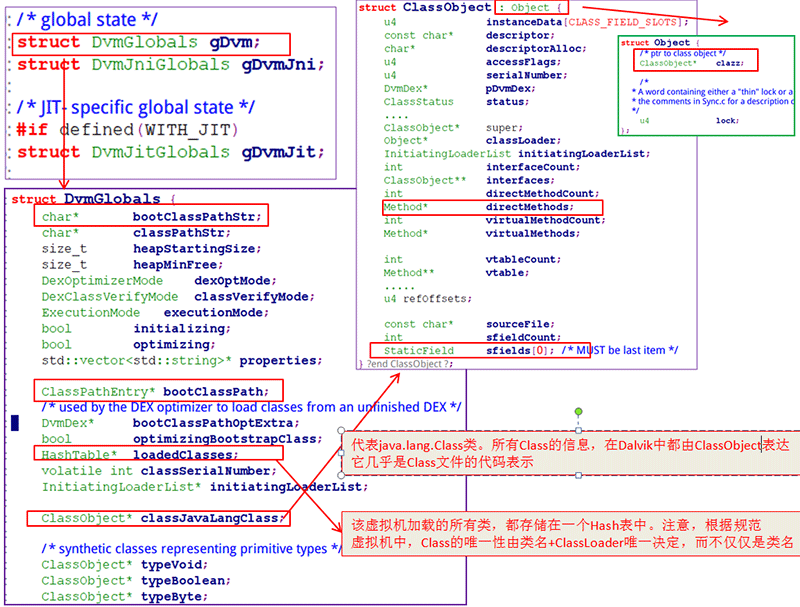 /* global state */
struct DvmGlobals gDvm;
struct DvmJniGlobals gDvmJni;
/* JIT- specific global state */
#if defined(WITH_JIT)
struct DvmJitGlobals gDvmJit;
struct DvmGlobals {
char* bootClassPathStr;
char* classPathStr;
size_t heapStartingSize;
size_t heapMinFree;
DexOptimizerMode dexOptMode;
DexClassVerifyMode classVerifyMode;
ExecutionMode executionMode;
bool initializing;
bool optimizing;
std::vector<std::string>* properties;
ClassPathEntry* bootClassPath;
/* used by the DEX optimizer to load classes from an unfinished DEX */
DvmDex* bootClassPathOptExtra;
bool optimizingBootstrapClass;
HashTable* loadedClasses;
volatile int classSerialNumber;
InitiatingLoaderList* initiatingLoaderList;
ClassObject* classJavaLangClass;
/* synthetic classes representing primitive types */
ClassObject* typeVoid;
ClassObject* typeBoolean;
ClassObject* typeByte;
struct ClassObject : Object {
u4 instanceData[CLASS_FIELD_SLOTS];
const char* descriptor;
char* descriptorAlloc;
u4 accessFlags;
u4 serialNumber;
DvmDex* pDvmDex;
ClassStatus status;
....
ClassObject* super;
Object* classLoader;
InitiatingLoaderList initiatingLoaderList;
int interfaceCount;
ClassObject** interfaces;
int directMethodCount;
Method* directMethods;
int virtualMethodCount;
Method* virtualMethods;
int vtableCount;
Method** vtable;
.....
u4 refOffsets;
const char* sourceFile;
int sfieldCount;
StaticField sfields[0]; /* MUST be last item */
} ?end ClassObject ?;
struct Object {
/* ptr to class object */
ClassObject* clazz;
/*
* A word containing either a "thin" lock or a
* the comments in Sync.c for a description o
*/
u4 lock;
};
代表java.lang.Class类。所有Class的信息，在Dalvik中都由ClassObject表达
它几乎是Class文件的代码表示
该虚拟机加载的所有类，都存储在一个Hash表中。注意，根据规范
虚拟机中，Class的唯一性由类名+ClassLoader唯一决定，而不仅仅是类名